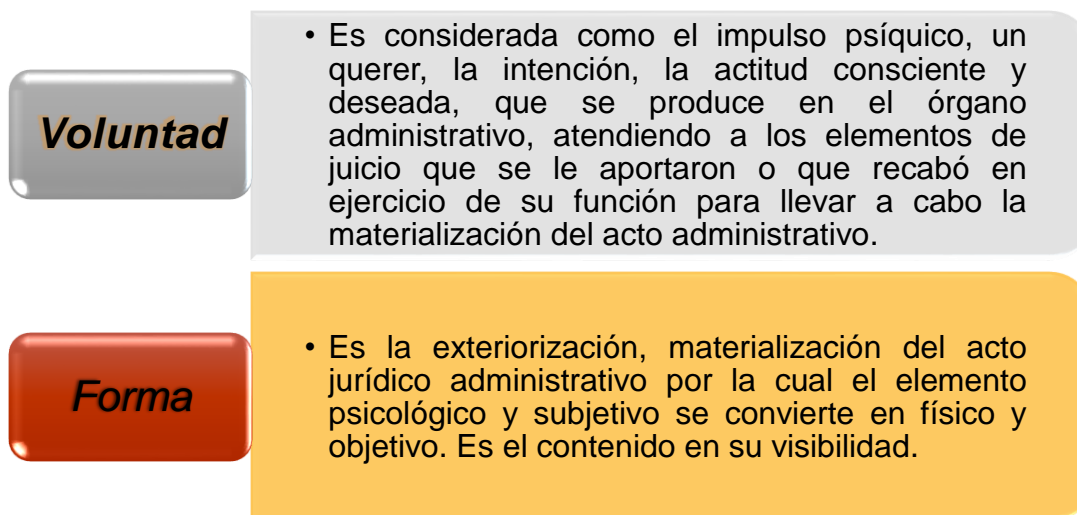 Voluntad
• Es considerada como el impulso psíquico, un
querer, la intención, la actitud consciente y
deseada, que se produce en el órgano
administrativo, atendiendo a los elementos de
juicio que se le aportaron o que recabó en
ejercicio de su función para llevar a cabo la
materialización del acto administrativo.
Forma
• Es la exteriorización, materialización del acto
jurídico administrativo por la cual el elemento
psicológico y subjetivo se convierte en físico y
objetivo. Es el contenido en su visibilidad.